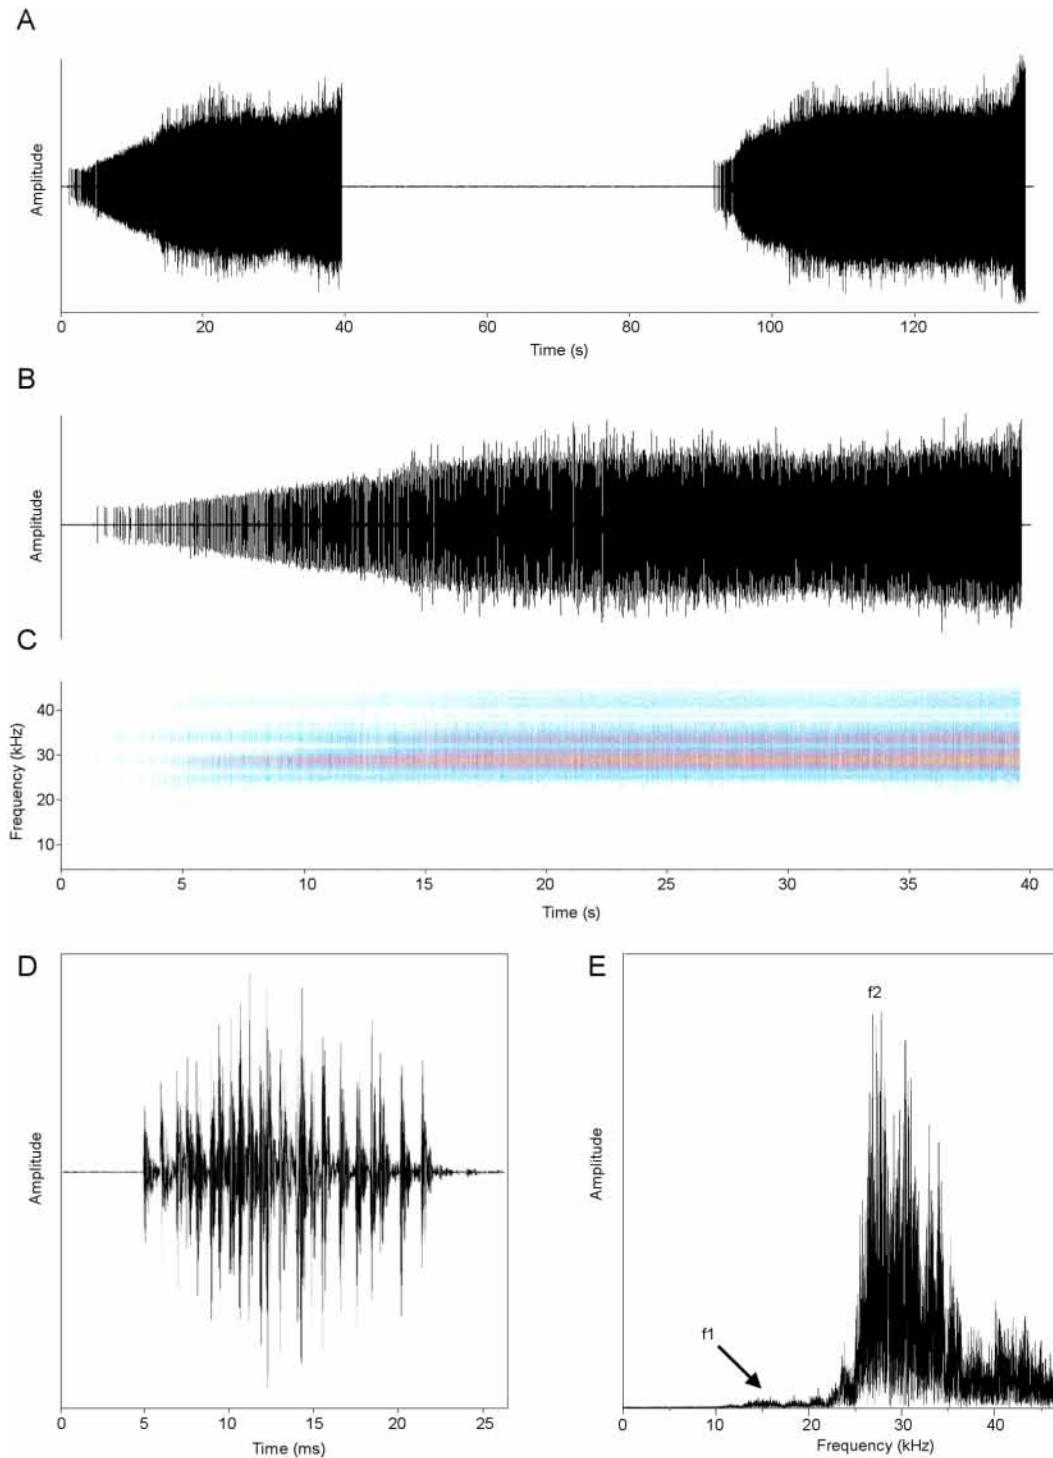 A
Amplitude
0 20 40 60 80 100 120
Time (s)
B
Amplitude
C
Frequency (kHz)
40
30
20
10
0 5 10 15 20 25 30 35 40
Time (s)
D
Amplitude
0 5 10 15 20 25
Time (ms)
E
Amplitude
f2
f1
0 10 20 30 40
Frequency (kHz)